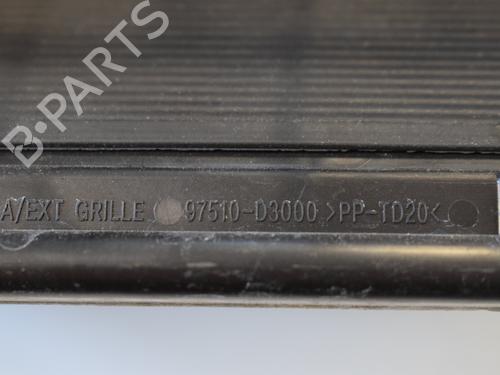 B-PARTS
A/EXT GRILLE 97510-D3000 >PP-TD20<